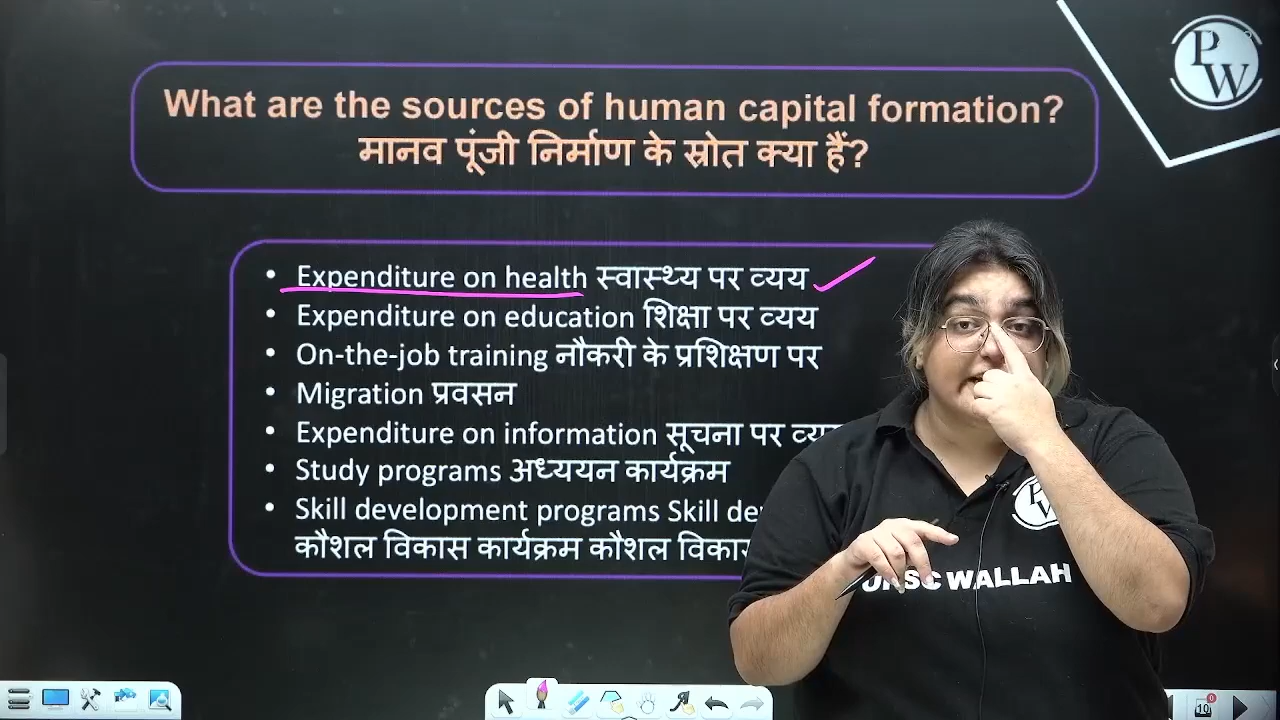 What are the sources of human capital formation?
मानव पूंजी निर्माण के स्रोत क्या हैं?
PW
• Expenditure on health स्वास्थ्य पर व्यय
• Expenditure on education शिक्षा पर व्यय
• On-the-job training नौकरी के प्रशिक्षण पर
• Migration प्रवसन
• Expenditure on information सूचना पर
• Study programs अध्ययन कार्यक्रम
• Skill development programs Skill
कौशल विकास कार्यक्रम कौशल
WALLAH
10